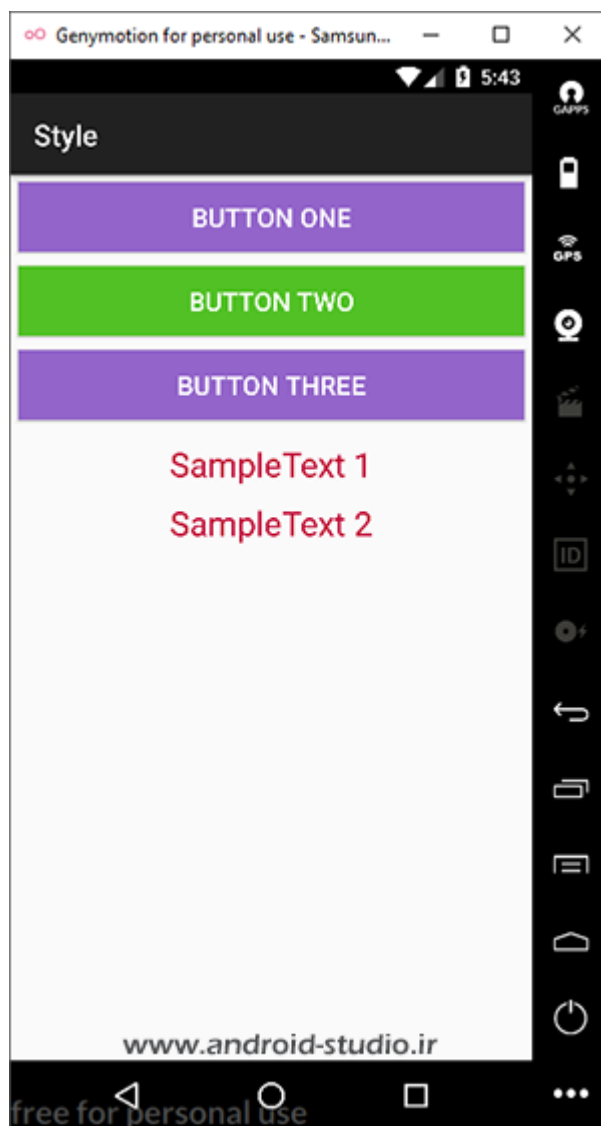 Genymotion for personal use - Samsun...
5:43
GAPPS
Style
BUTTON ONE
GPS
BUTTON TWO
BUTTON THREE
SampleText 1
SampleText 2
ID
www.android-studio.ir
free for personal use